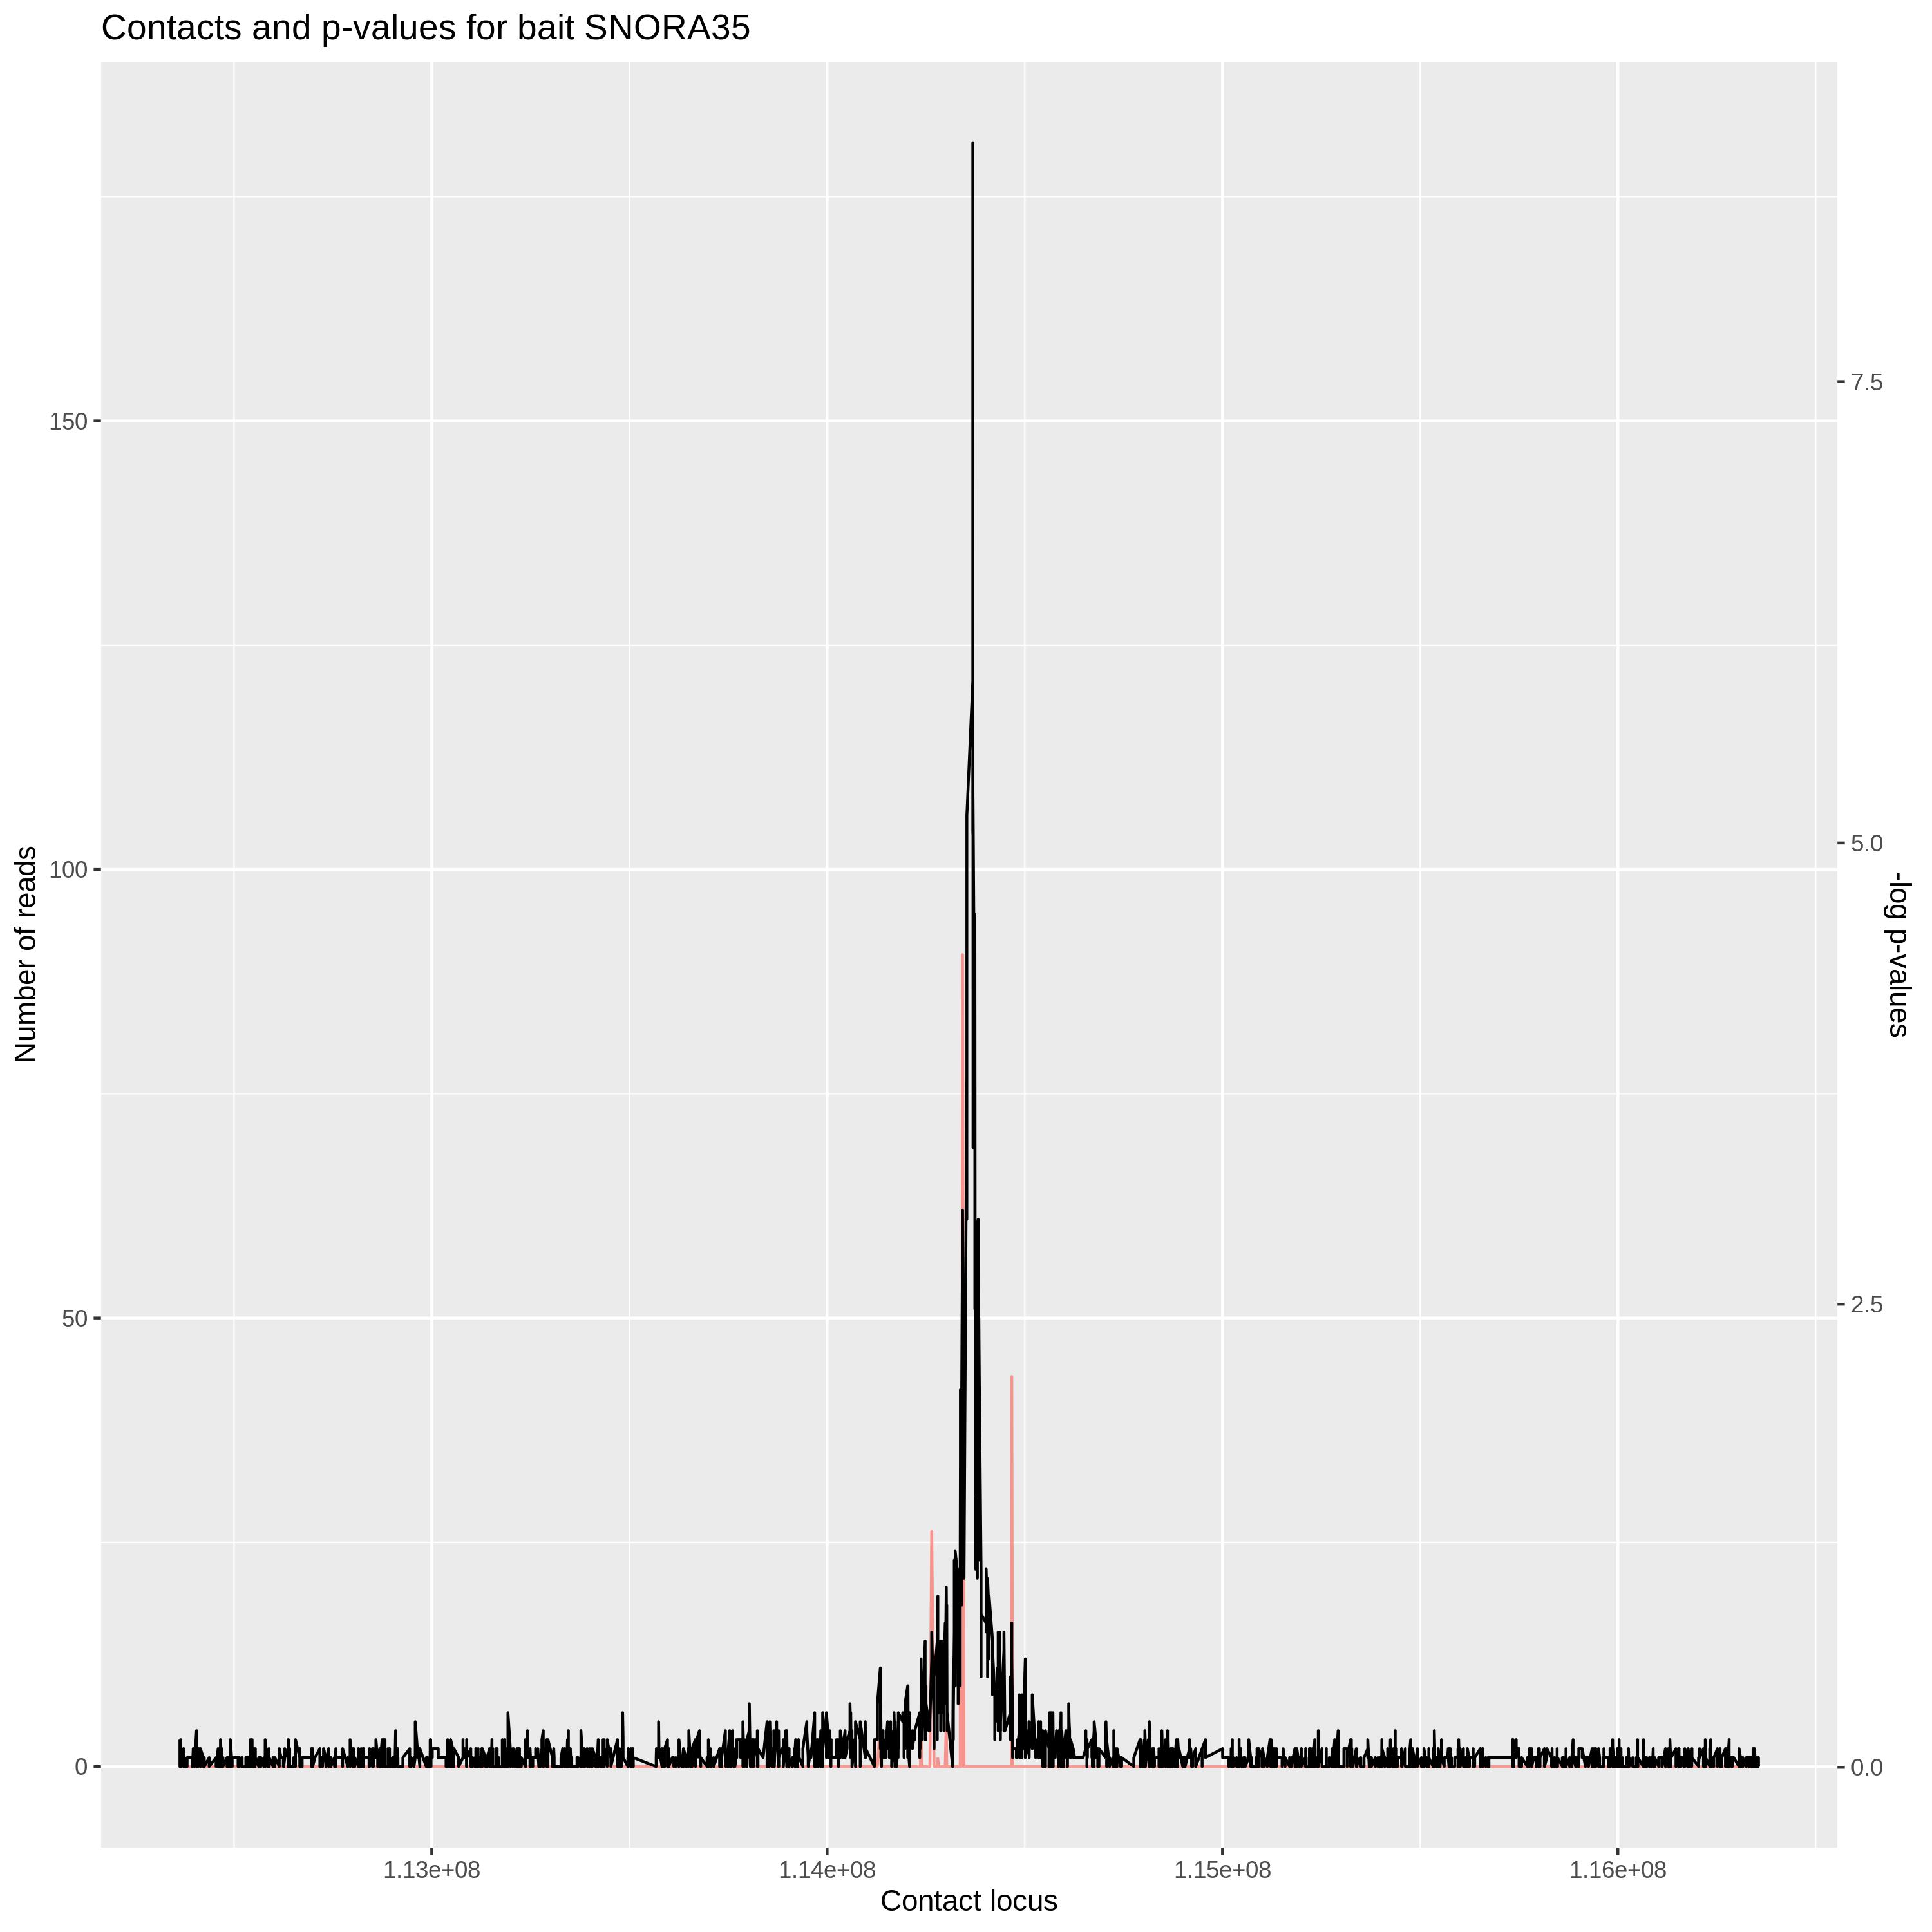 Contacts and p-values for bait SNORA35
Number of reads
150
100
50
0
7.5
5.0
2.5
0.0
-log p-values
1.13e+08
1.14e+08
1.15e+08
1.16e+08
Contact locus